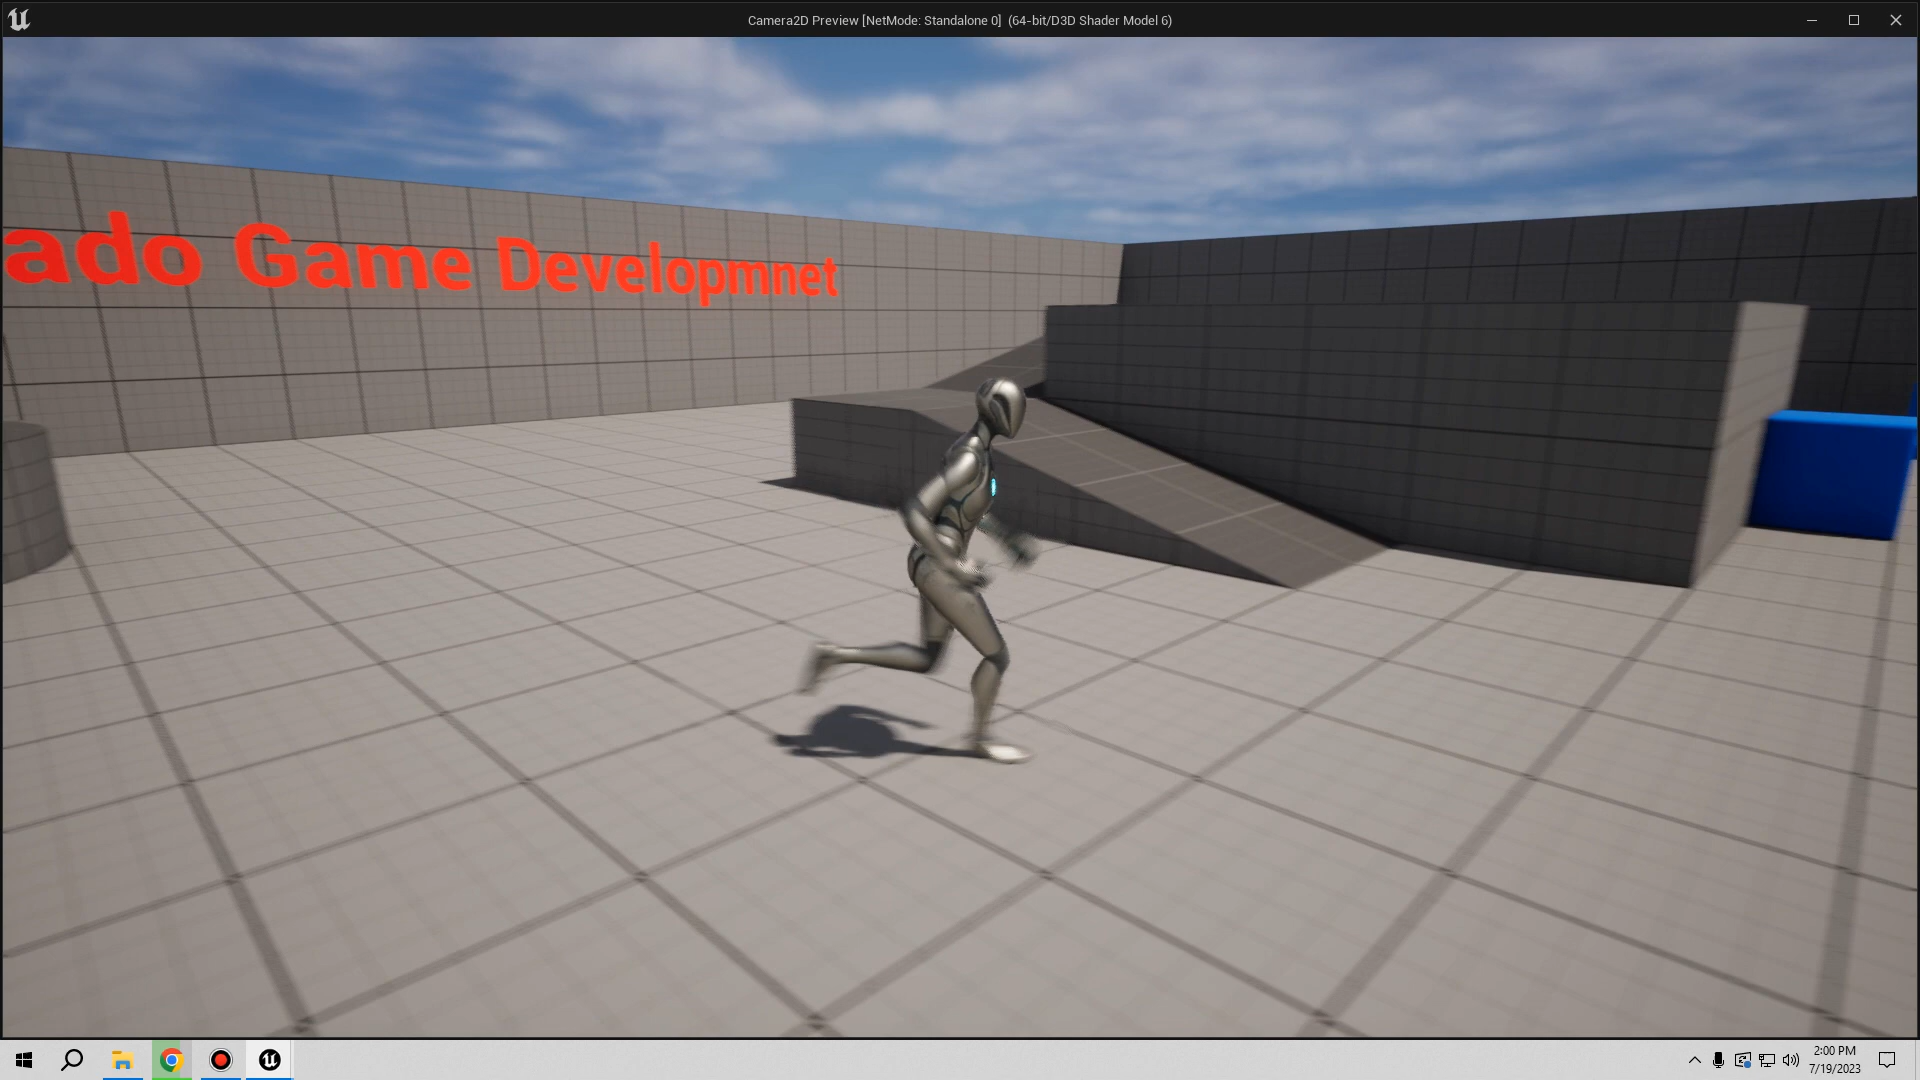 Camera2D Preview [NetMode: Standalone 0]  (64-bit/D3D Shader Model 6)
ado Game Developmnet
2:00 PM
7/19/2023